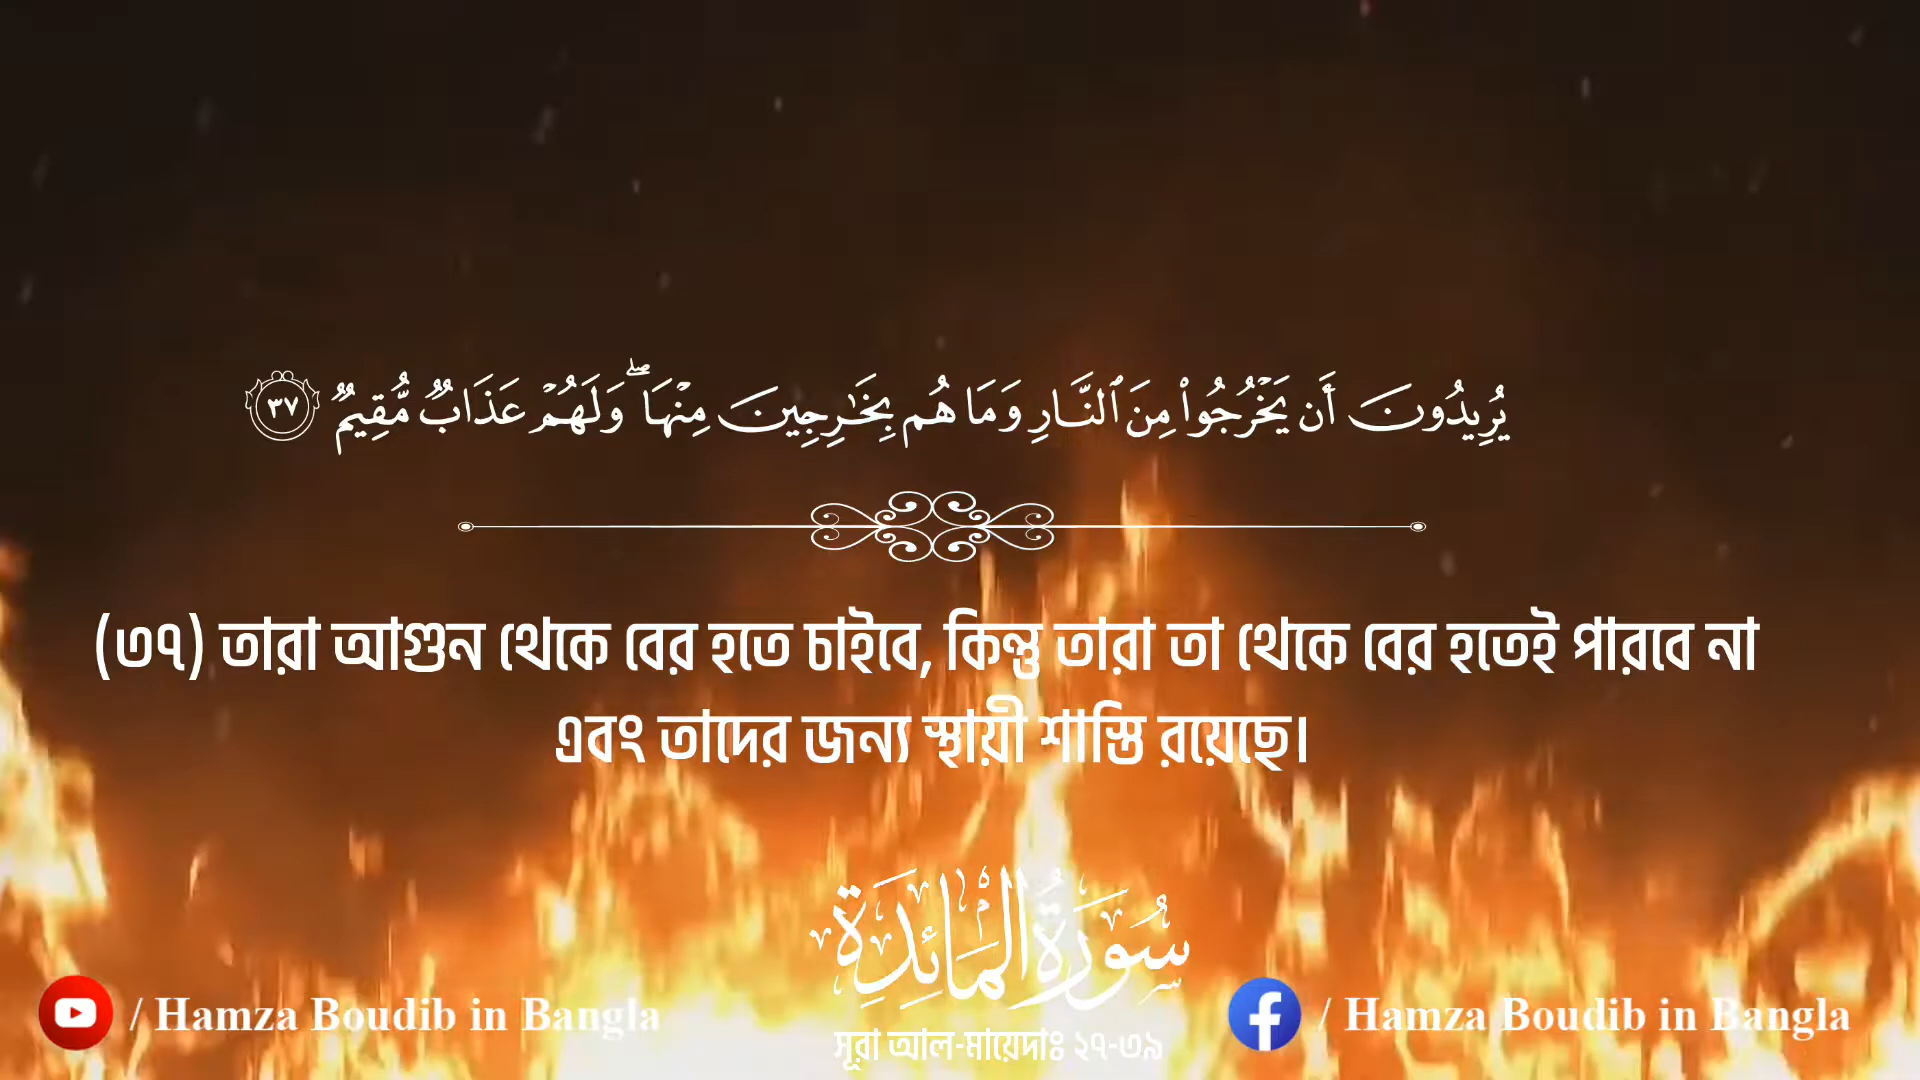 يُرِيدُونَ أَن يَخْرُجُوا۟ مِنَ ٱلنَّارِ وَمَا هُم بِخَـٰرِجِينَ مِنْهَا ۖ وَلَهُمْ عَذَابٌ مُّقِيمٌ ٣٧
(৩৭) তারা আগুন থেকে বের হতে চাইবে, কিন্তু তারা তা থেকে বের হতেই পারবে না
এবং তাদের জন্য স্থায়ী শাস্তি রয়েছে।
سُورَةُ الْمَائِدَةِ
/ Hamza Boudib in Bangla
সূরা আল-মায়েদাঃ ২৭-৩৯
/ Hamza Boudib in Bangla